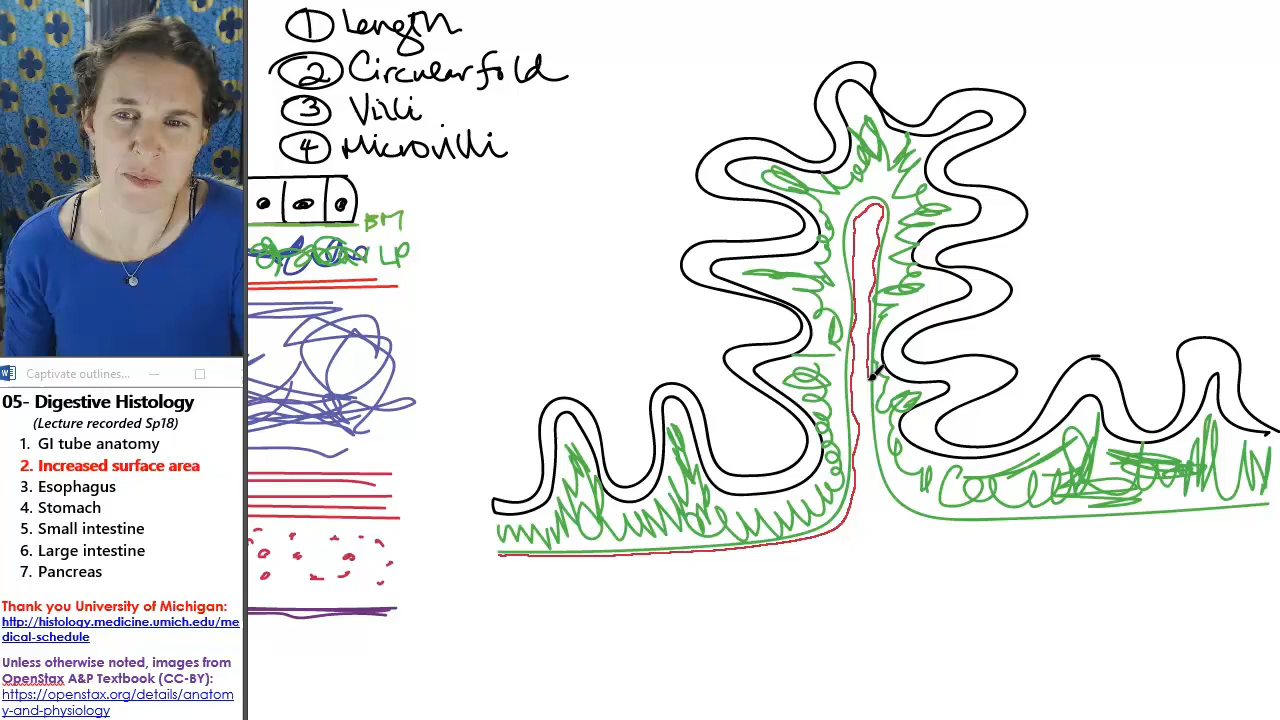 ① Length
② Circular fold
③ Villi
④ Microvilli
BM
LP
Captivate outlines...
05- Digestive Histology
(Lecture recorded Sp18)
1. GI tube anatomy
2. Increased surface area
3. Esophagus
4. Stomach
5. Small intestine
6. Large intestine
7. Pancreas
Thank you University of Michigan:
http://histology.medicine.umich.edu/me
dical-schedule
Unless otherwise noted, images from
OpenStax A&P Textbook (CC-BY):
https://openstax.org/details/anatom
y-and-physiology